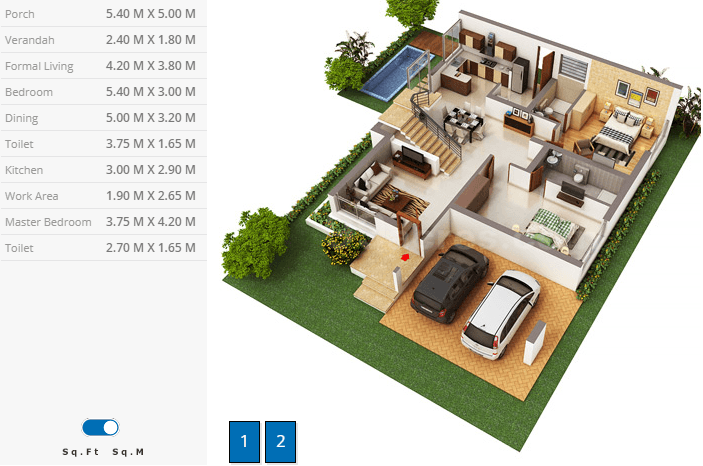 Porch 5.40 M X 5.00 M
Verandah 2.40 M X 1.80 M
Formal Living 4.20 M X 3.80 M
Bedroom 5.40 M X 3.00 M
Dining 5.00 M X 3.20 M
Toilet 3.75 M X 1.65 M
Kitchen 3.00 M X 2.90 M
Work Area 1.90 M X 2.65 M
Master Bedroom 3.75 M X 4.20 M
Toilet 2.70 M X 1.65 M
Sq.Ft Sq.M
1 2